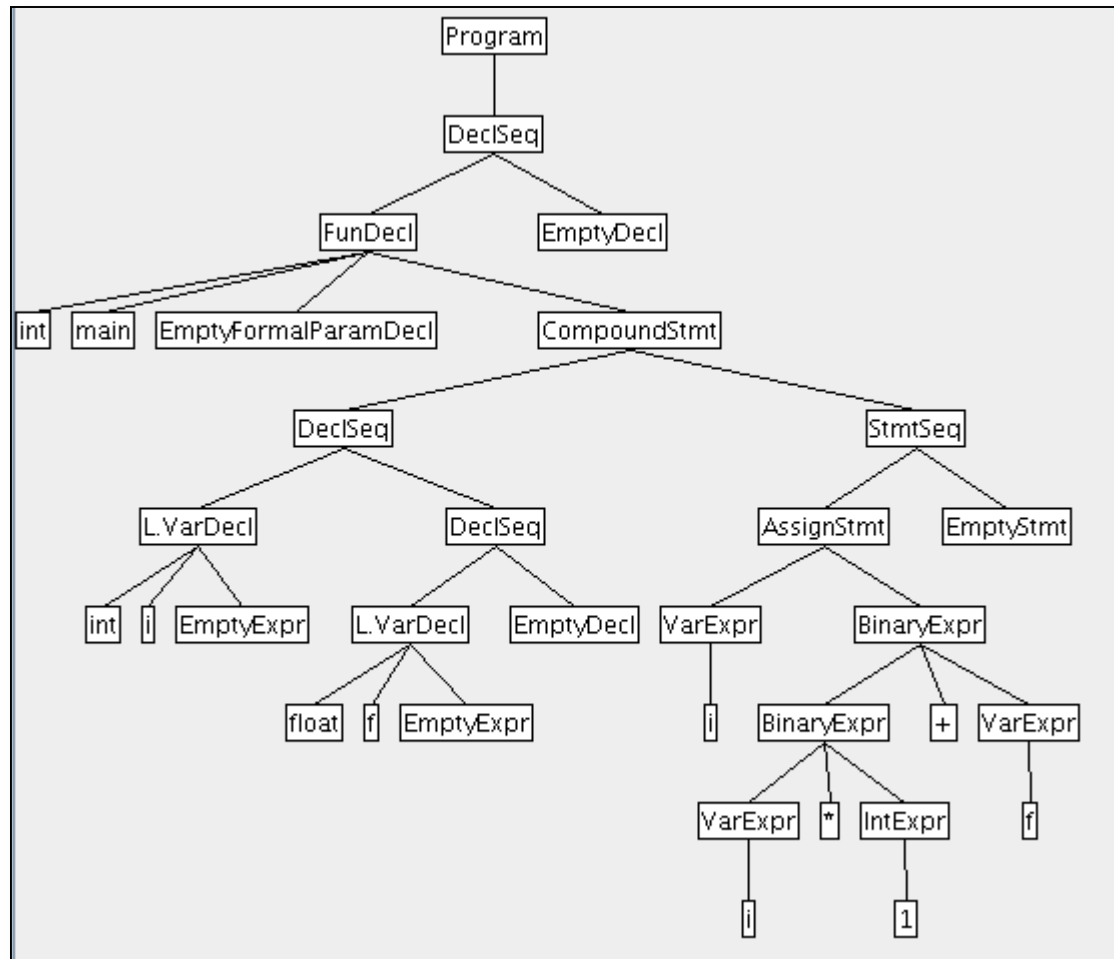 Program
DeclSeq
FunDecl EmptyDecl
int main EmptyFormalParamDecl CompoundStmt
DeclSeq StmtSeq
L.VarDecl DeclSeq AssignStmt EmptyStmt
int i EmptyExpr L.VarDecl EmptyDecl VarExpr BinaryExpr
float f EmptyExpr i BinaryExpr + VarExpr
VarExpr * IntExpr f
i 1